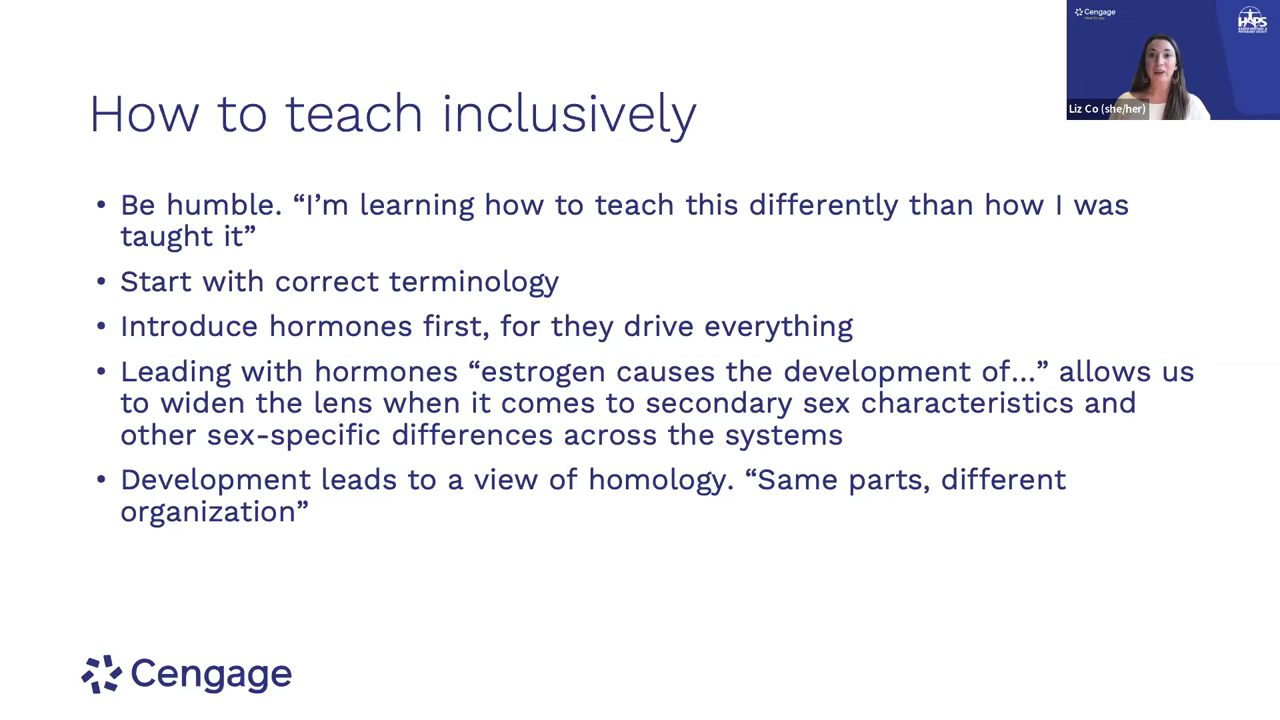 Cengage
HAPS
Liz Co (she/her)
How to teach inclusively
• Be humble. “I’m learning how to teach this differently than how I was
taught it”
• Start with correct terminology
• Introduce hormones first, for they drive everything
• Leading with hormones “estrogen causes the development of...” allows us
to widen the lens when it comes to secondary sex characteristics and
other sex-specific differences across the systems
• Development leads to a view of homology. “Same parts, different
organization”
Cengage